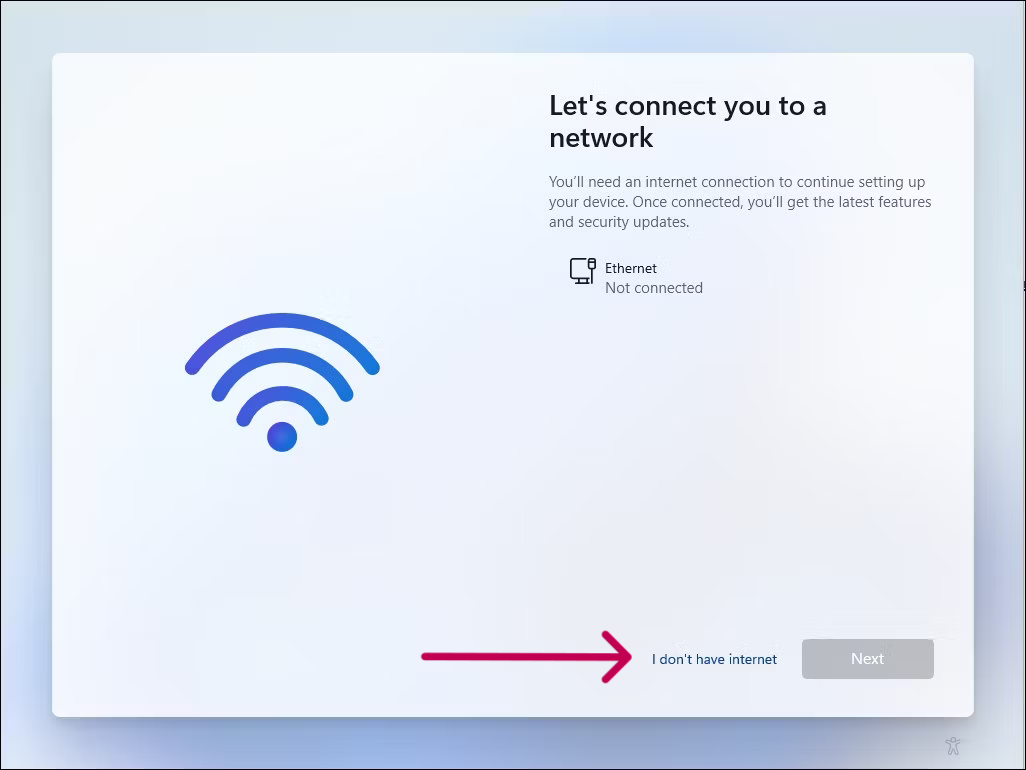 Let's connect you to a
network
You’ll need an internet connection to continue setting up
your device. Once connected, you’ll get the latest features
and security updates.
Ethernet
Not connected
I don't have internet
Next